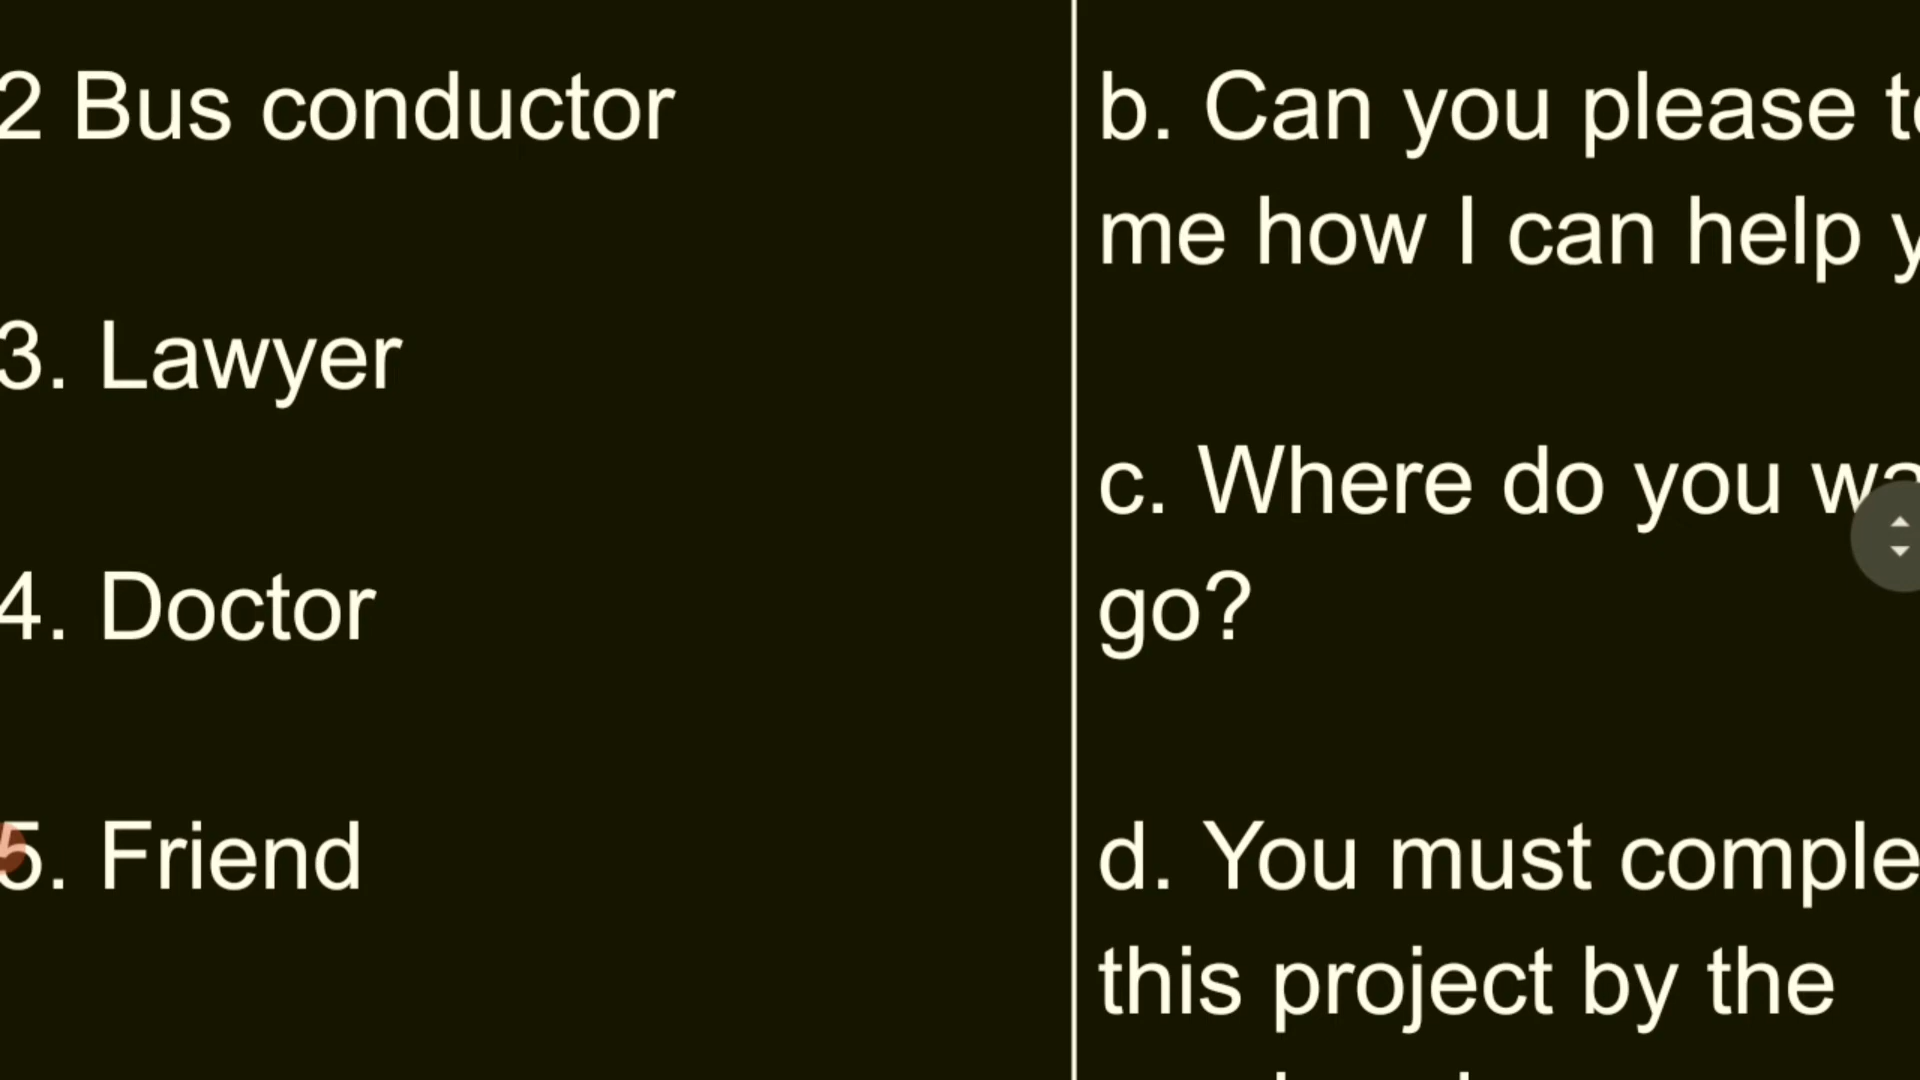 2 Bus conductor
3. Lawyer
4. Doctor
5. Friend
b. Can you please
me how I can help
c. Where do you
go?
d. You must
this project by the